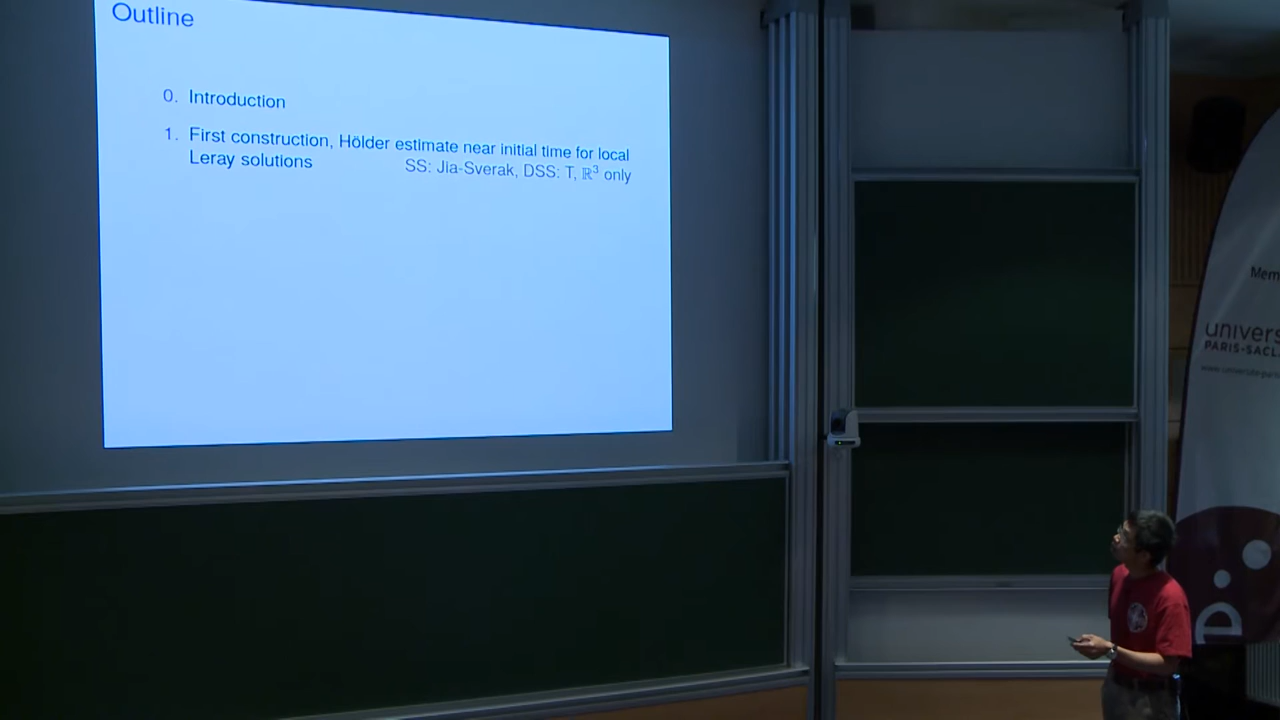 Outline
0. Introduction
1. First construction, Hölder estimate near initial time for local
Leray solutions SS: Jia-Sverak, DSS: T, ℝ³ only
Mem
univers
PARIS-SACL